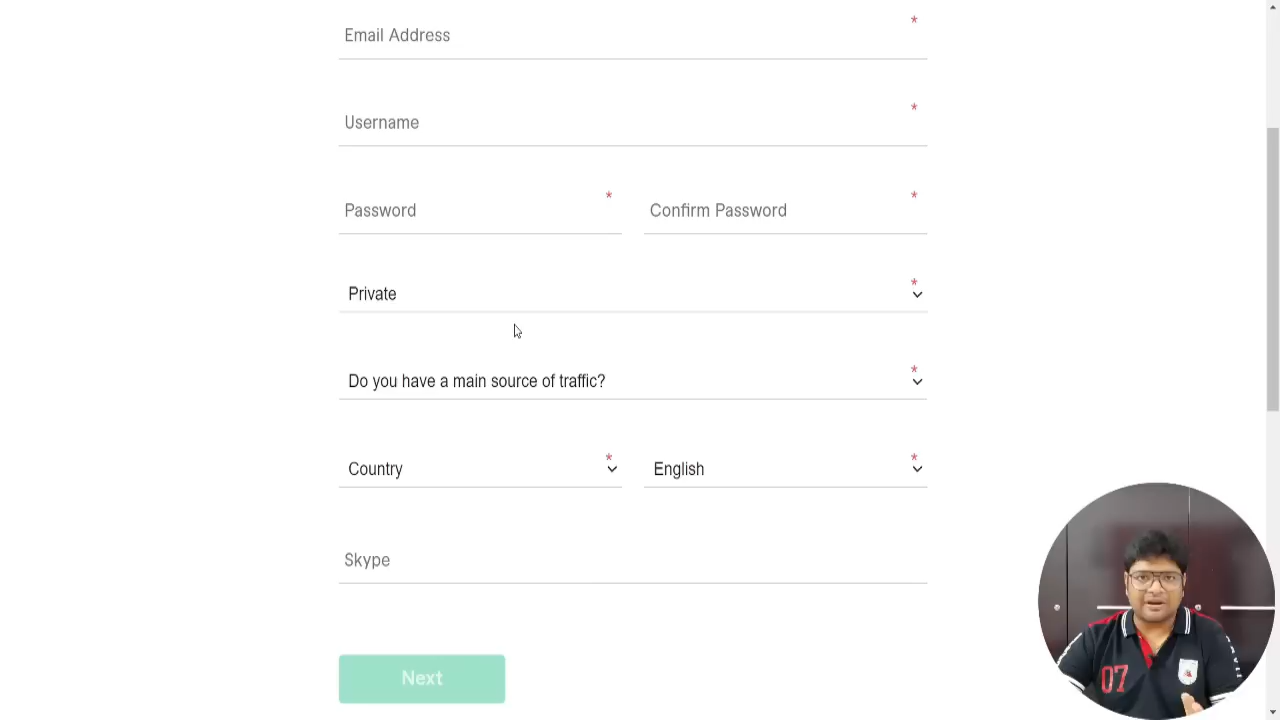 Email Address *
Username *
Password * Confirm Password *
Private *
Do you have a main source of traffic? *
Country * English *
Skype
Next
07